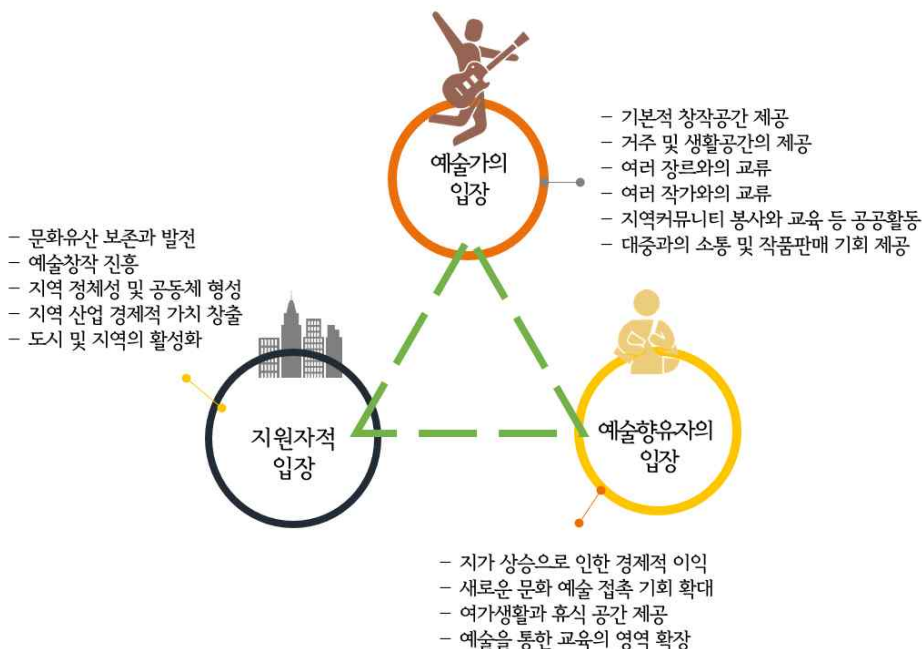 예술가의
입장
- 기본적 창작공간 제공
- 거주 및 생활공간의 제공
- 여러 장르와의 교류
- 여러 작가와의 교류
- 지역커뮤니티 봉사와 교육 등 공공활동
- 대중과의 소통 및 작품판매 기회 제공
- 문화유산 보존과 발전
- 예술창작 진흥
- 지역 정체성 및 공동체 형성
- 지역 산업 경제적 가치 창출
- 도시 및 지역의 활성화
지원자적
입장
예술향유자의
입장
- 지가 상승으로 인한 경제적 이익
- 새로운 문화 예술 접촉 기회 확대
- 여가생활과 휴식 공간 제공
- 예술을 통한 교육의 영역 확장